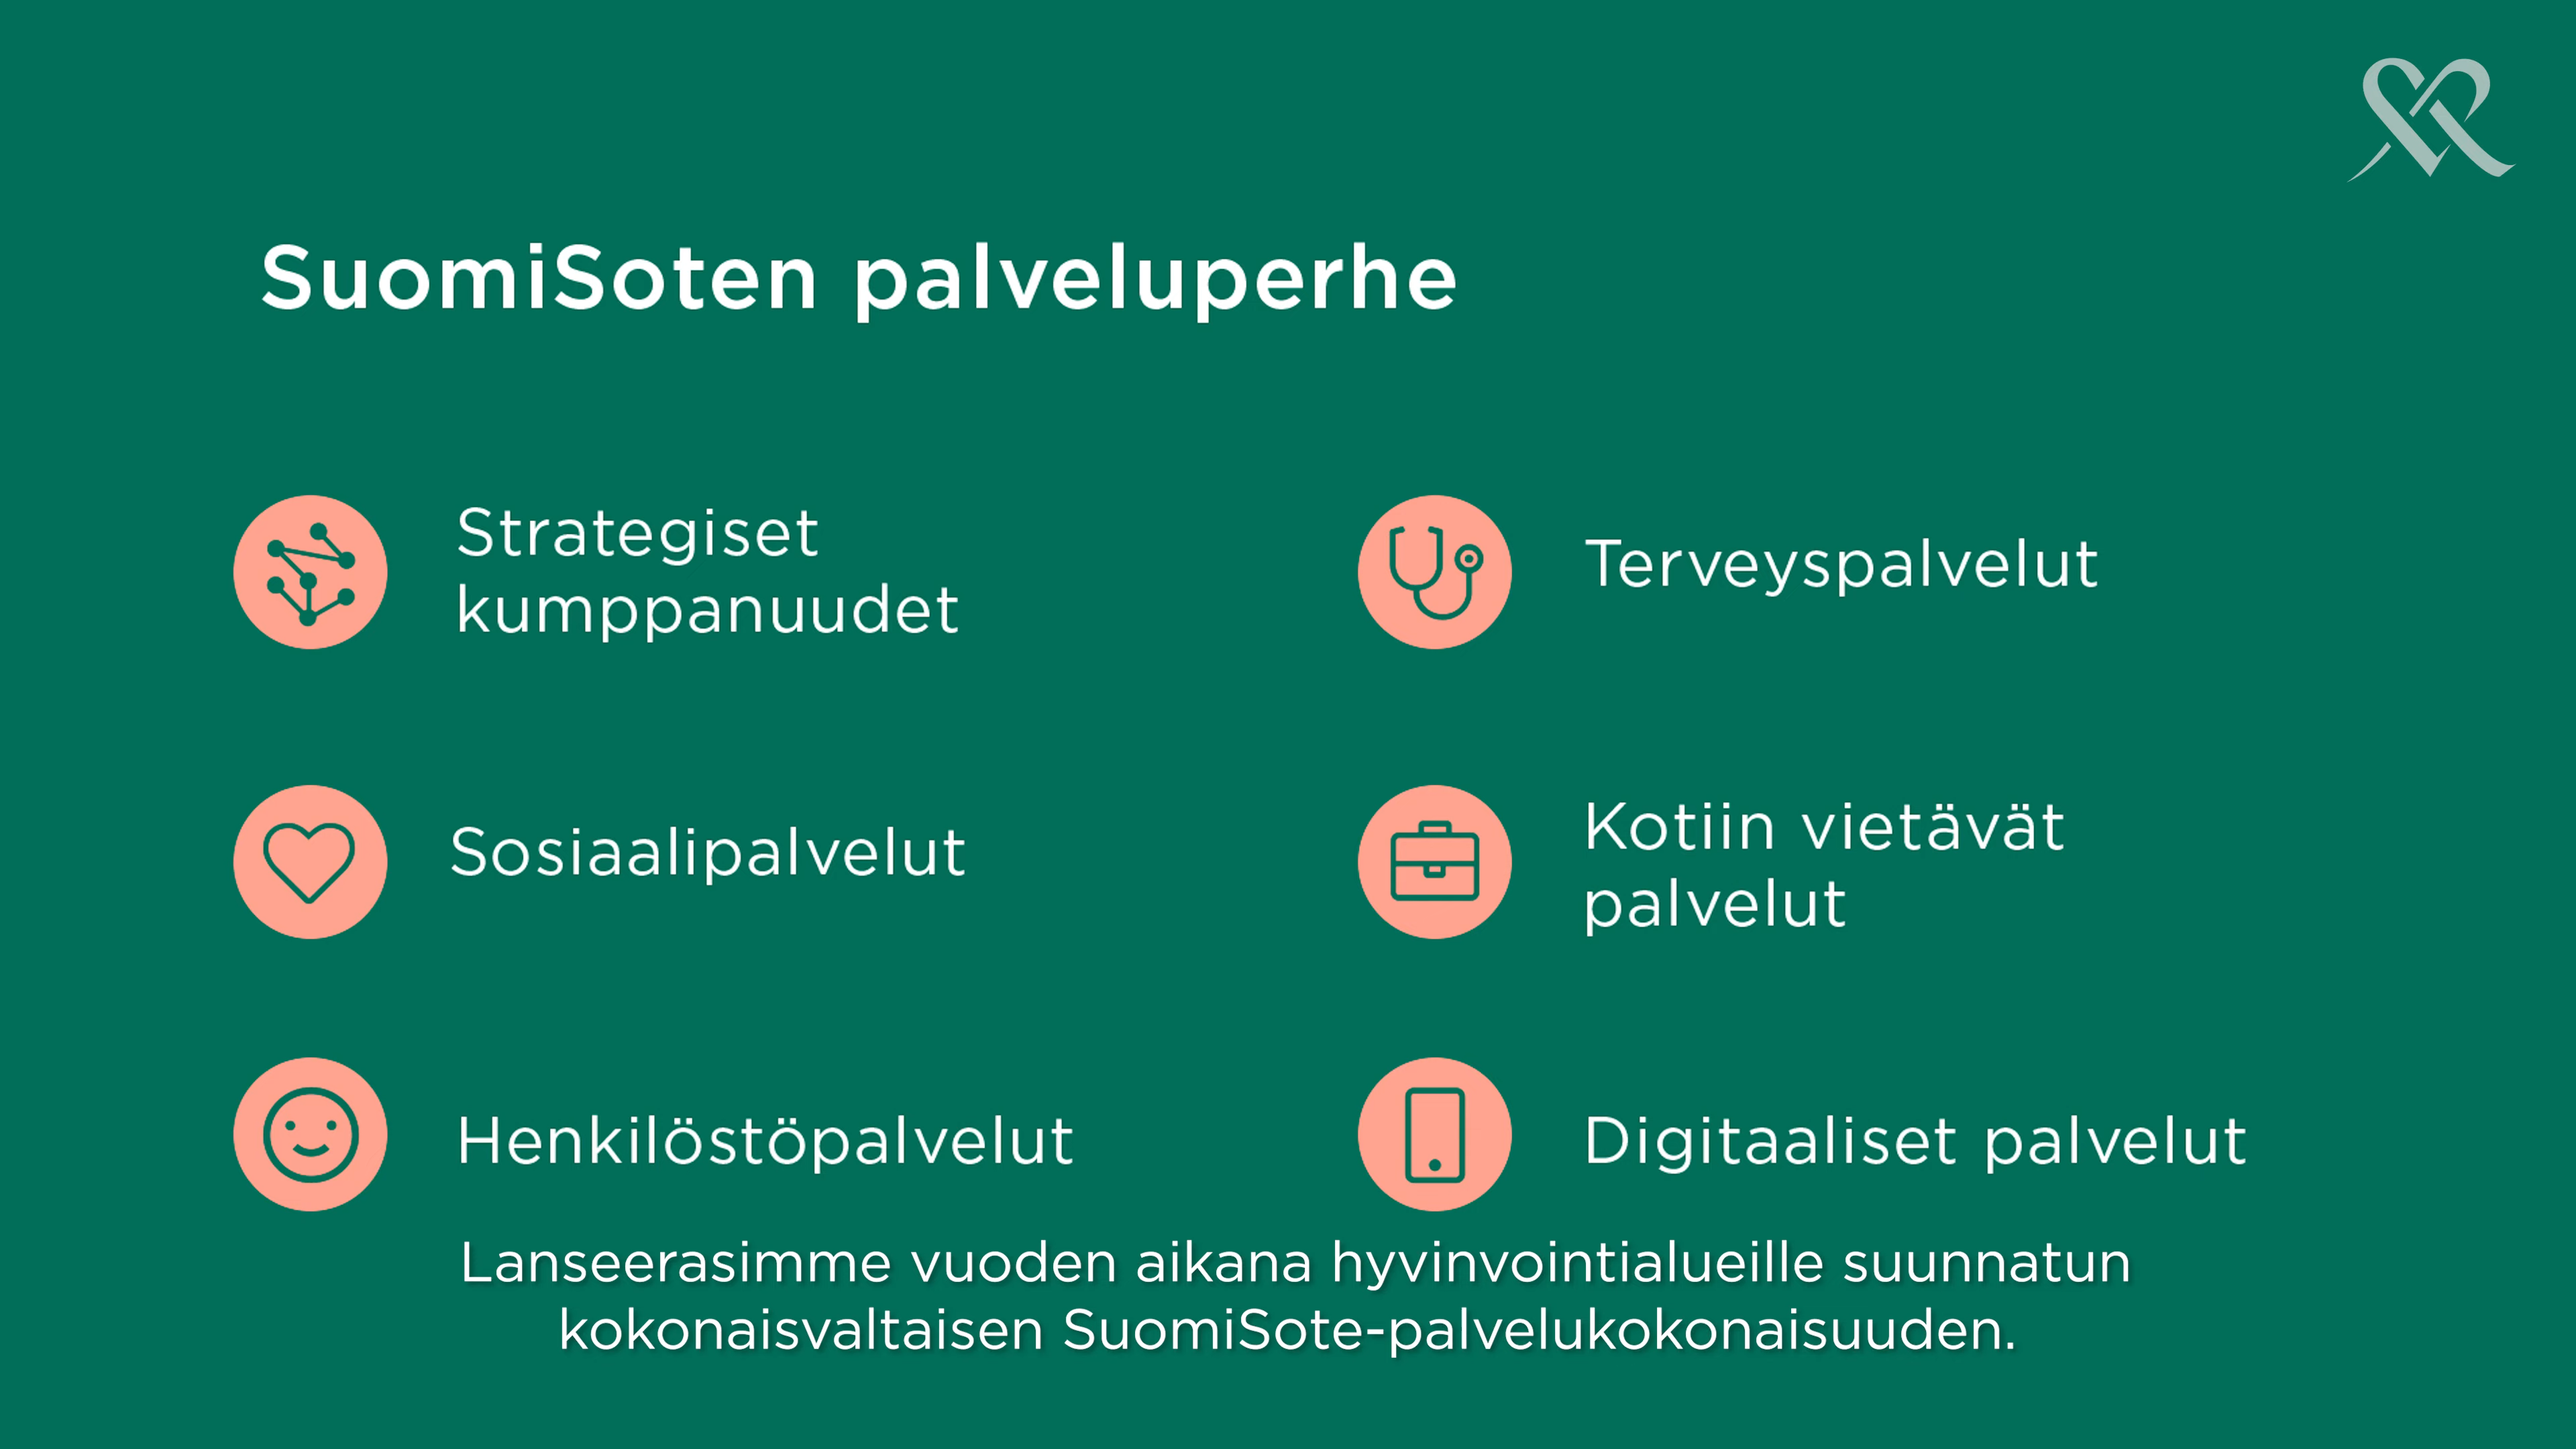 SuomiSoten palveluperhe
Strategiset
kumppanuudet
Terveyspalvelut
Sosiaalipalvelut
Kotiin vietävät
palvelut
Henkilöstöpalvelut
Digitaaliset palvelut
Lanseerasimme vuoden aikana hyvinvointialueille suunnatun
kokonaisvaltaisen SuomiSote-palvelukokonaisuuden.